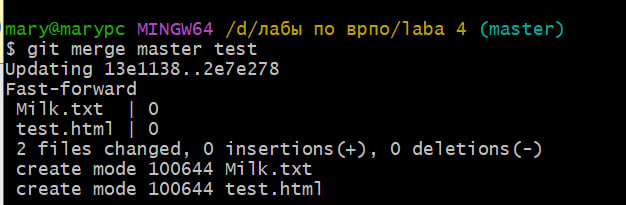 mary@marypc MINGW64 /d/лабы по врпо/laba 4 (master)
$ git merge master test
Updating 13e1138..2e7e278
Fast-forward
 Milk.txt  | 0
 test.html | 0
 2 files changed, 0 insertions(+), 0 deletions(-)
 create mode 100644 Milk.txt
 create mode 100644 test.html